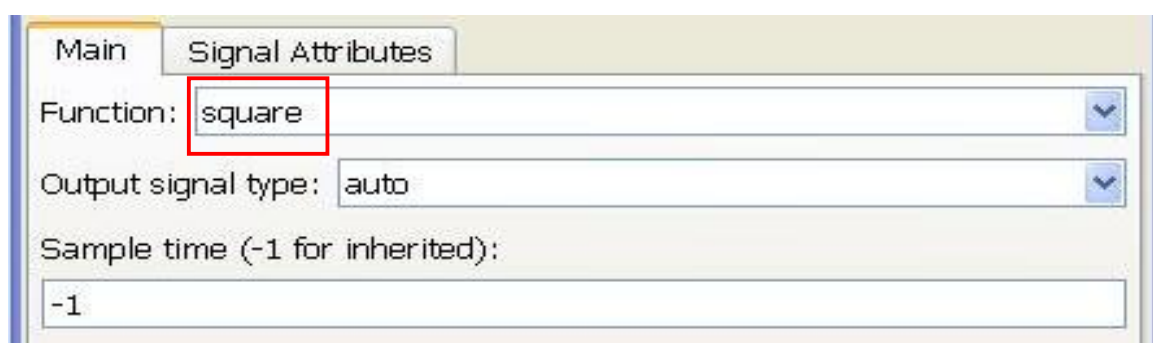 Main Signal Attributes
Function: square
Output signal type: auto
Sample time (-1 for inherited):
-1